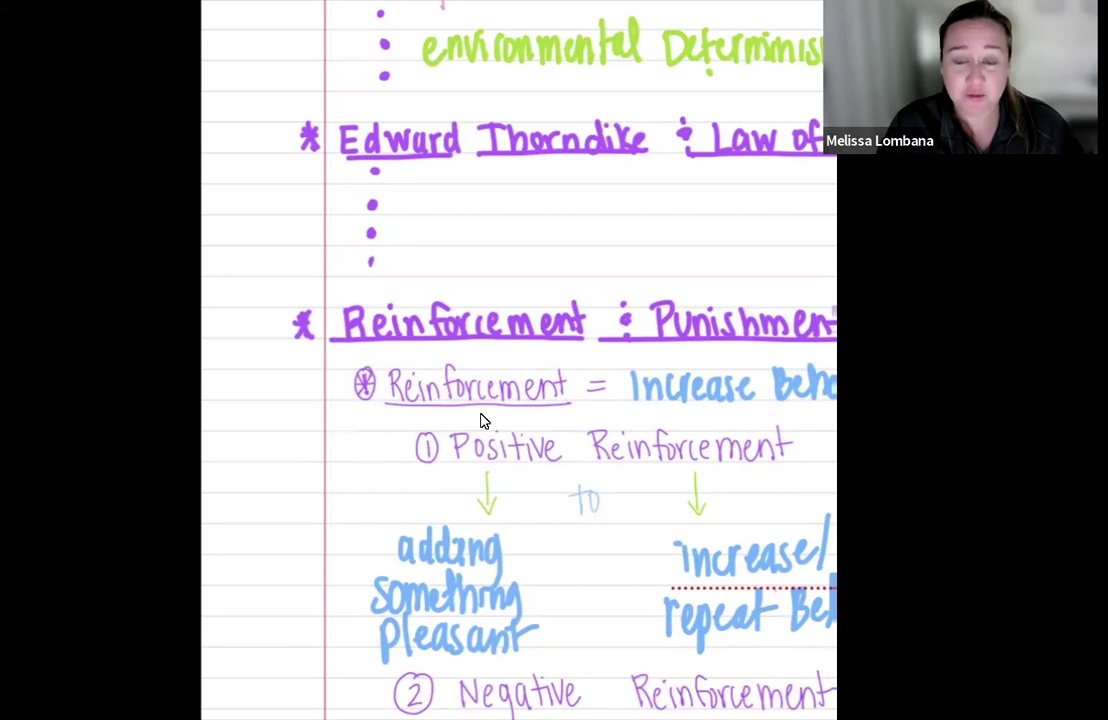 environmental Determinis
* Edward Thorndike : Law of
Melissa Lombana
* Reinforcement : Punishmen
* Reinforcement = Increase Beha
① Positive Reinforcement
to
adding
something
pleasant
increase/
repeat Beh
② Negative Reinforcement